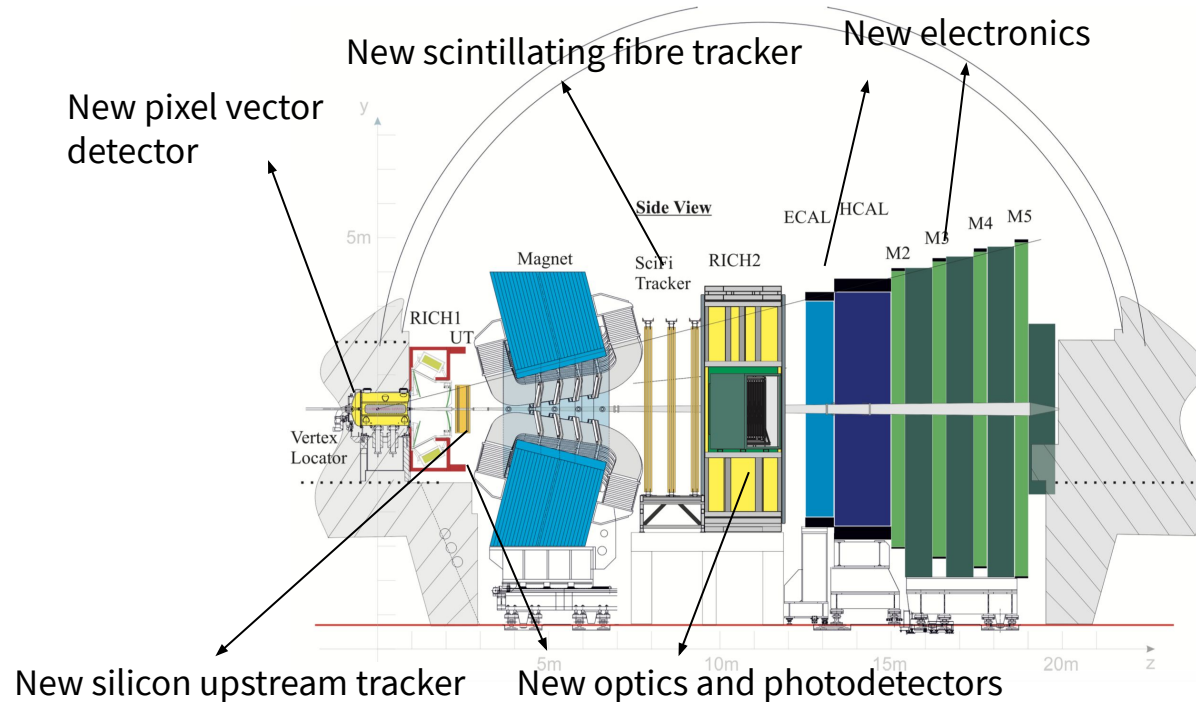 New scintillating fibre tracker
New electronics
New pixel vector
detector
y
Side View
ECAL
HCAL
5m
Magnet
SciFi
Tracker
RICH2
M2
M3
M4
M5
RICH1
UT
Vertex
Locator
5m
10m
15m
20m
z
New silicon upstream tracker
New optics and photodetectors